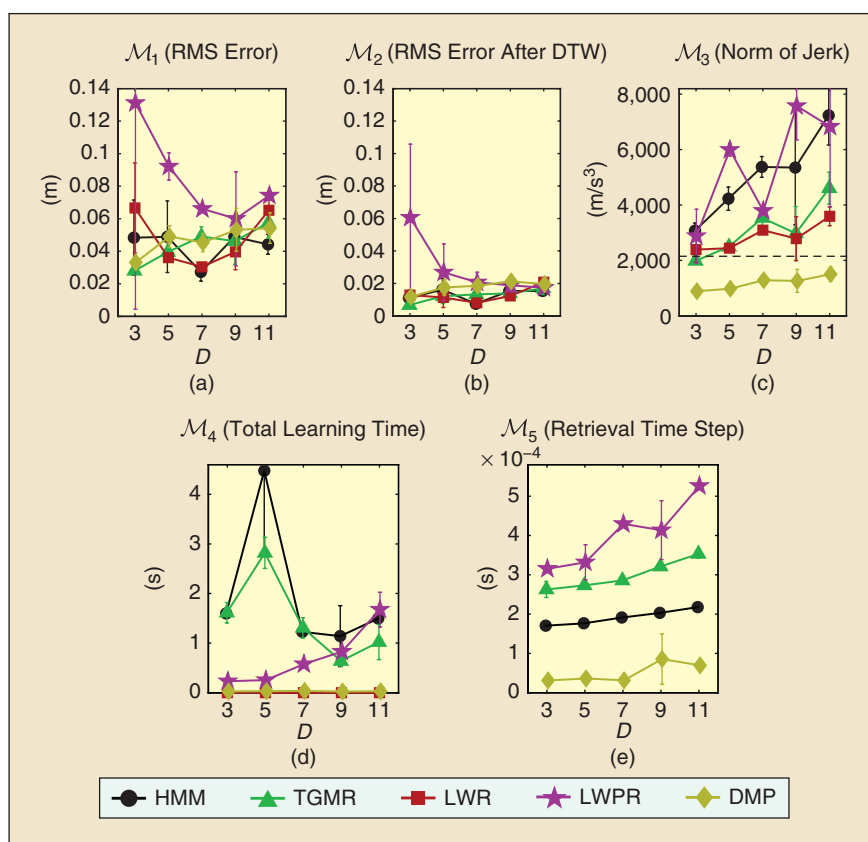 ℳ₁ (RMS Error)
ℳ₂ (RMS Error After DTW)
ℳ₃ (Norm of Jerk)
0.14
0.12
0.1
0.08
0.06
0.04
0.02
0
(m)
3 5 7 9 11
D
(a)
0.14
0.12
0.1
0.08
0.06
0.04
0.02
0
(m)
3 5 7 9 11
D
(b)
8,000
6,000
4,000
2,000
0
(m/s³)
3 5 7 9 11
D
(c)
ℳ₄ (Total Learning Time)
4
3
2
1
0
(s)
3 5 7 9 11
D
(d)
ℳ₅ (Retrieval Time Step)
× 10⁻⁴
5
4
3
2
1
0
(s)
3 5 7 9 11
D
(e)
HMM TGMR LWR LWPR DMP